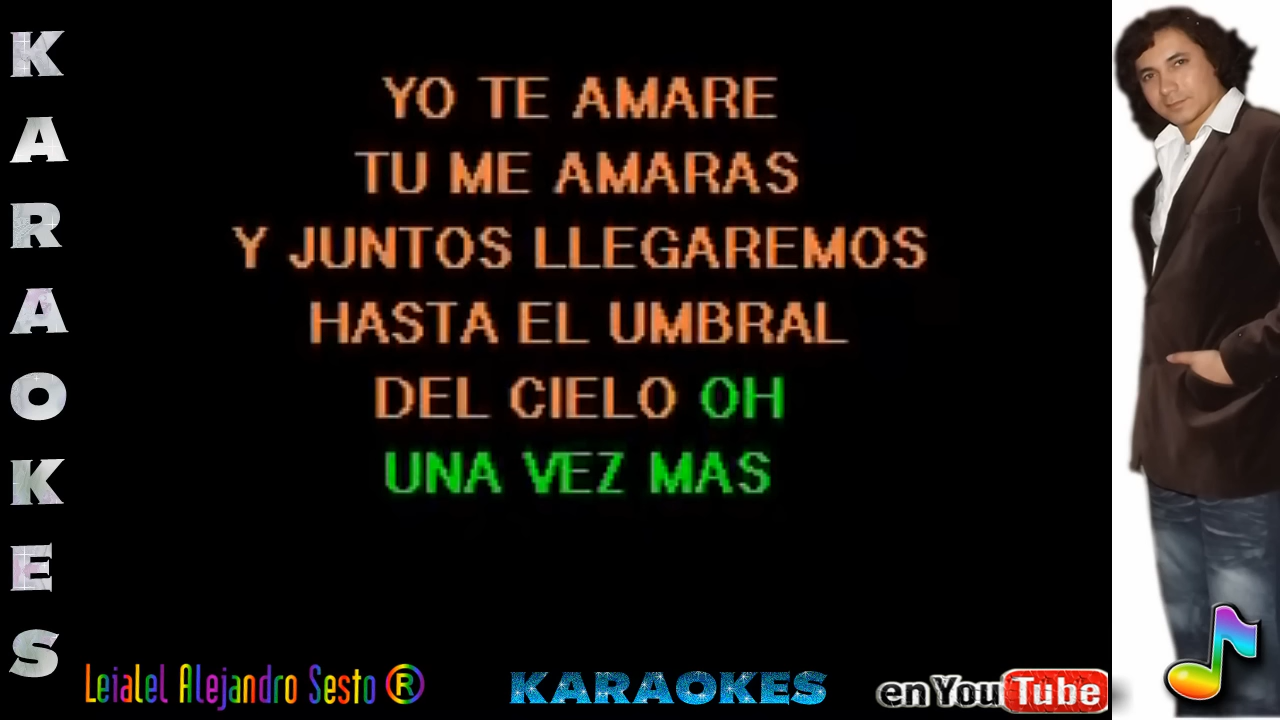 KARAOKES
YO TE AMARE
TU ME AMARAS
Y JUNTOS LLEGAREMOS
HASTA EL UMBRAL
DEL CIELO OH
UNA VEZ MAS
Leialel Alejandro Sesto ®
KARAOKES
en YouTube